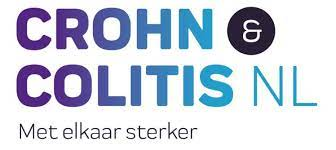 CROHN &
COLITIS NL
Met elkaar sterker